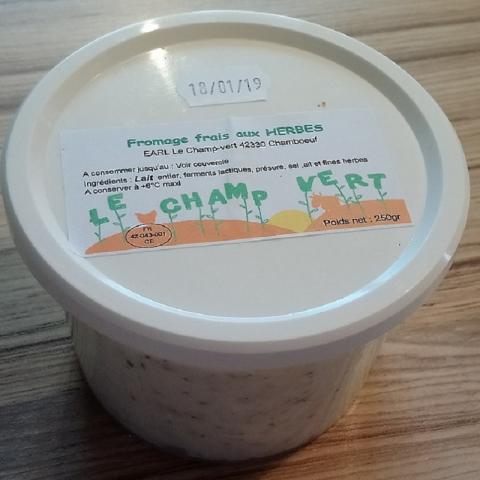 18/01/19
Fromage frais aux HERBES
EARL Le Champ-vert 42330 Chamboeuf
A consommer jusqu'au : Voir couvercle
Ingrédients : Lait entier, ferments lactiques, présure, sel ,ail et fines herbes
A conserver à +6°C maxi
LE CHAMP VERT
FR
42-043-001
CE
Poids net : 250gr